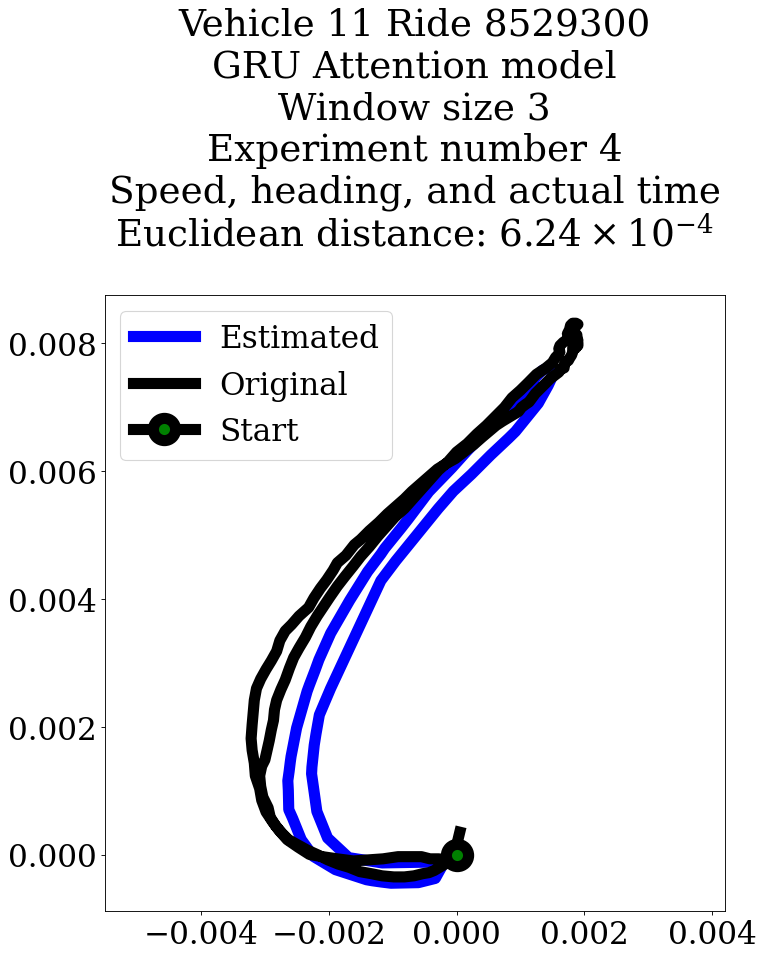 Vehicle 11 Ride 8529300
GRU Attention model
Window size 3
Experiment number 4
Speed, heading, and actual time
Euclidean distance: 6.24 × 10⁻⁴
Estimated
Original
Start
0.008
0.006
0.004
0.002
0.000
−0.004
−0.002
0.000
0.002
0.004